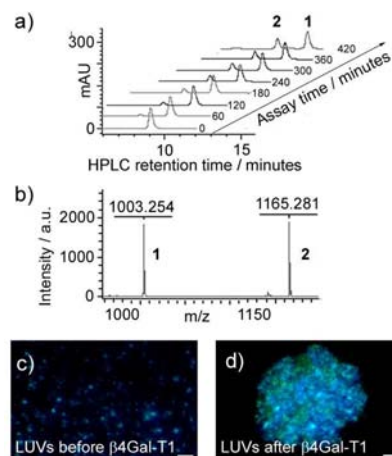 a)
2 1
300
mAU
0
420
360
300
240
180
120
60
0
Assay time / minutes
10 15
HPLC retention time / minutes
b)
1003.254 1165.281
2000
1000
0
Intensity / a.u.
1 2
1000 1150
m/z
c)
LUVs before β4Gal-T1
d)
LUVs after β4Gal-T1